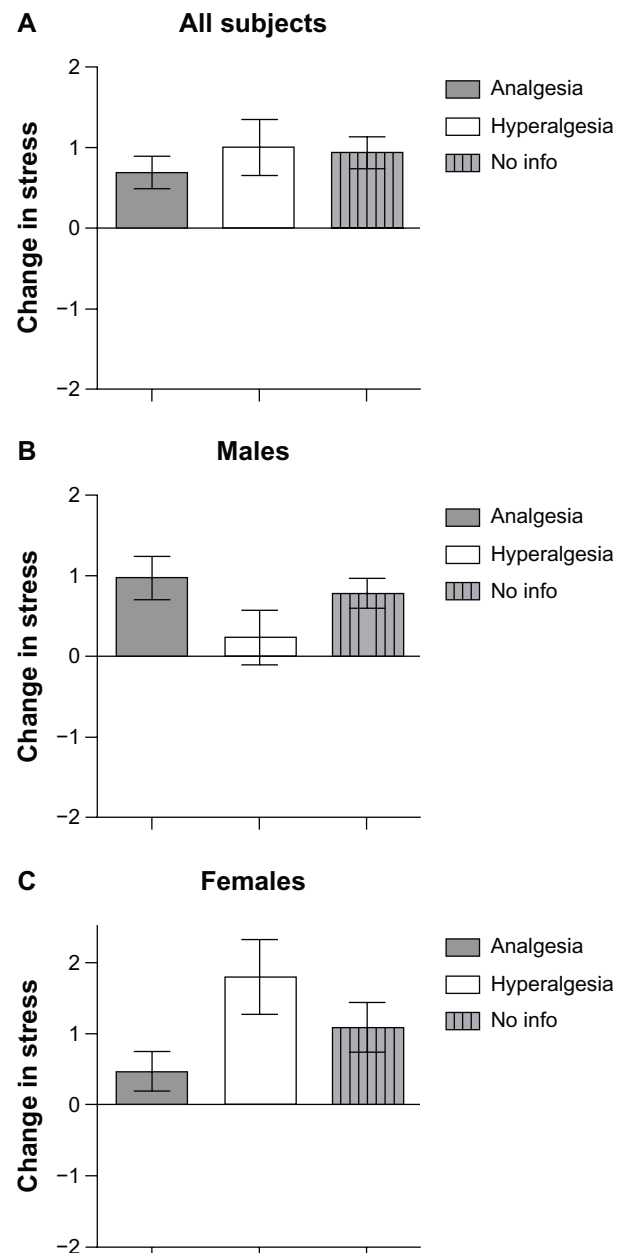 A All subjects
Change in stress
2
1
0
−1
−2
Analgesia
Hyperalgesia
No info
B Males
Change in stress
2
1
0
−1
−2
Analgesia
Hyperalgesia
No info
C Females
Change in stress
2
1
0
−1
−2
Analgesia
Hyperalgesia
No info